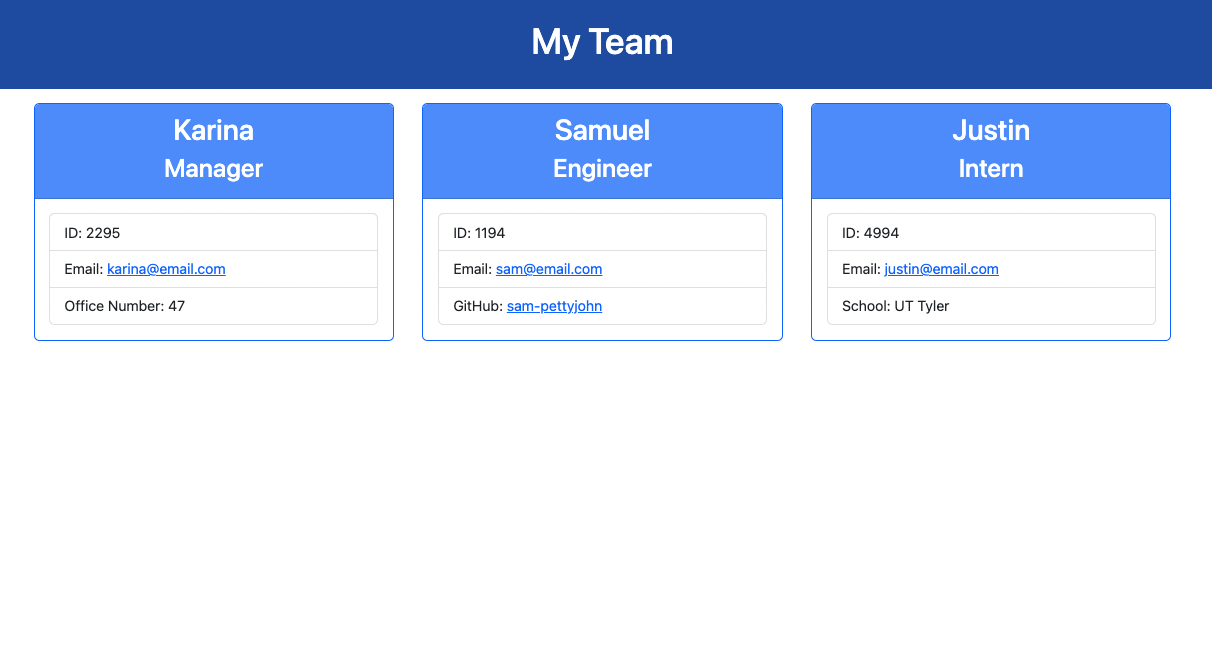 My Team
Karina
Manager
ID: 2295
Email: karina@email.com
Office Number: 47
Samuel
Engineer
ID: 1194
Email: sam@email.com
GitHub: sam-pettyjohn
Justin
Intern
ID: 4994
Email: justin@email.com
School: UT Tyler